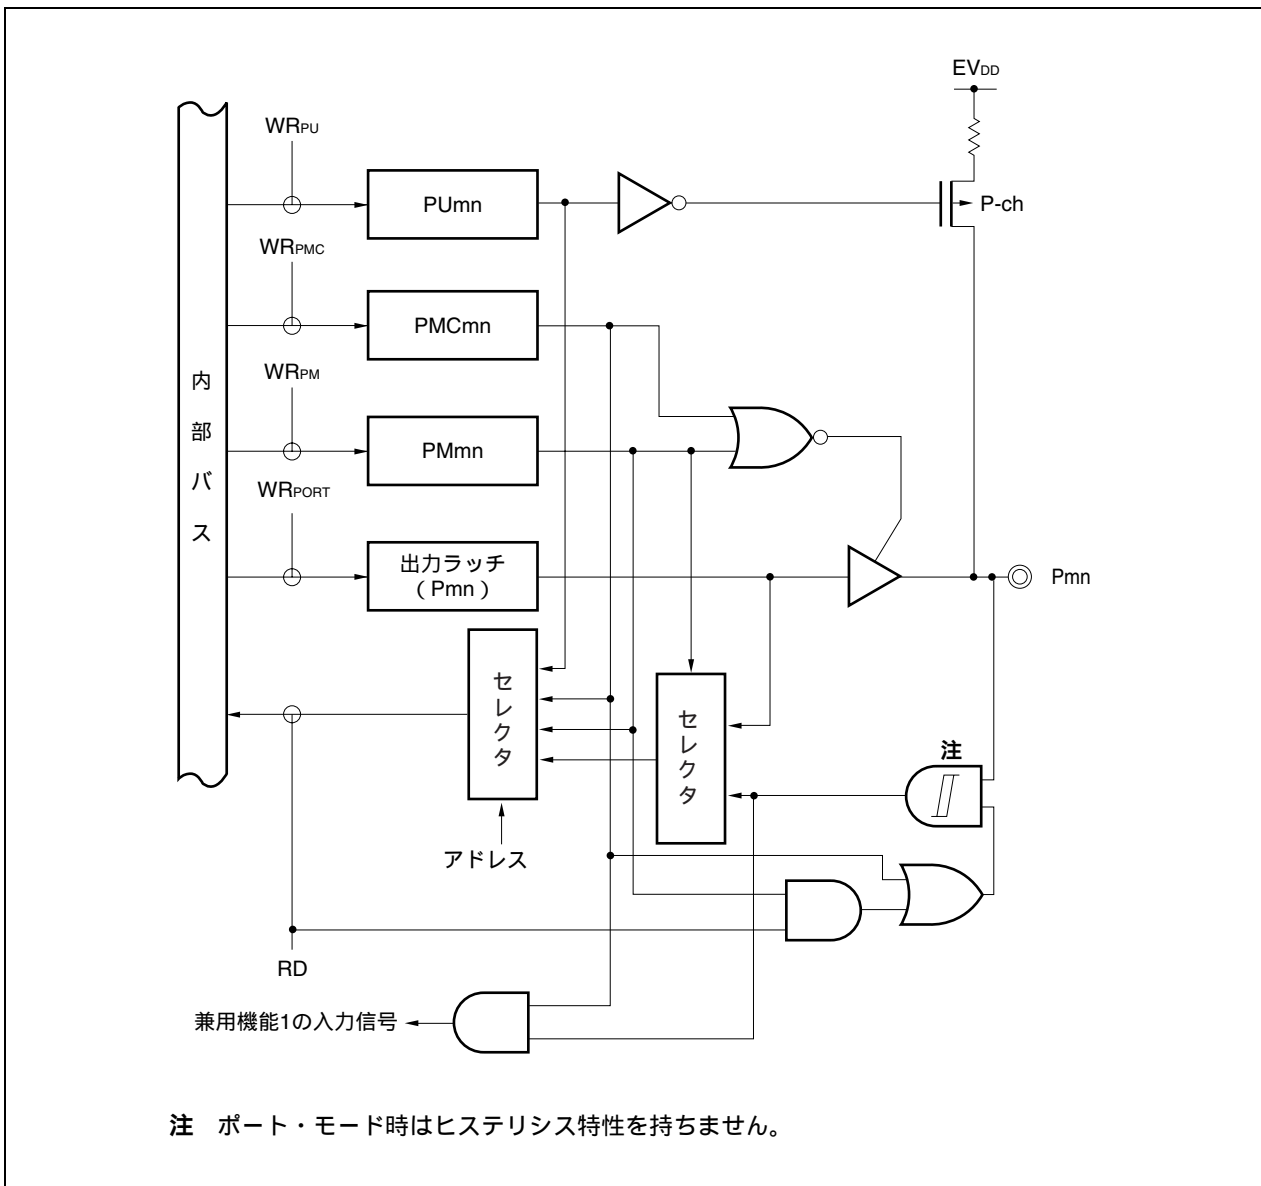 EVDD
WRPU
PUmn
P-ch
WRPMC
PMCmn
WRPM
PMmn
内部バス
WRPORT
出力ラッチ
（Pmn）
Pmn
セレクタ
セレクタ
注
アドレス
RD
兼用機能1の入力信号
注　ポート・モード時はヒステリシス特性を持ちません。